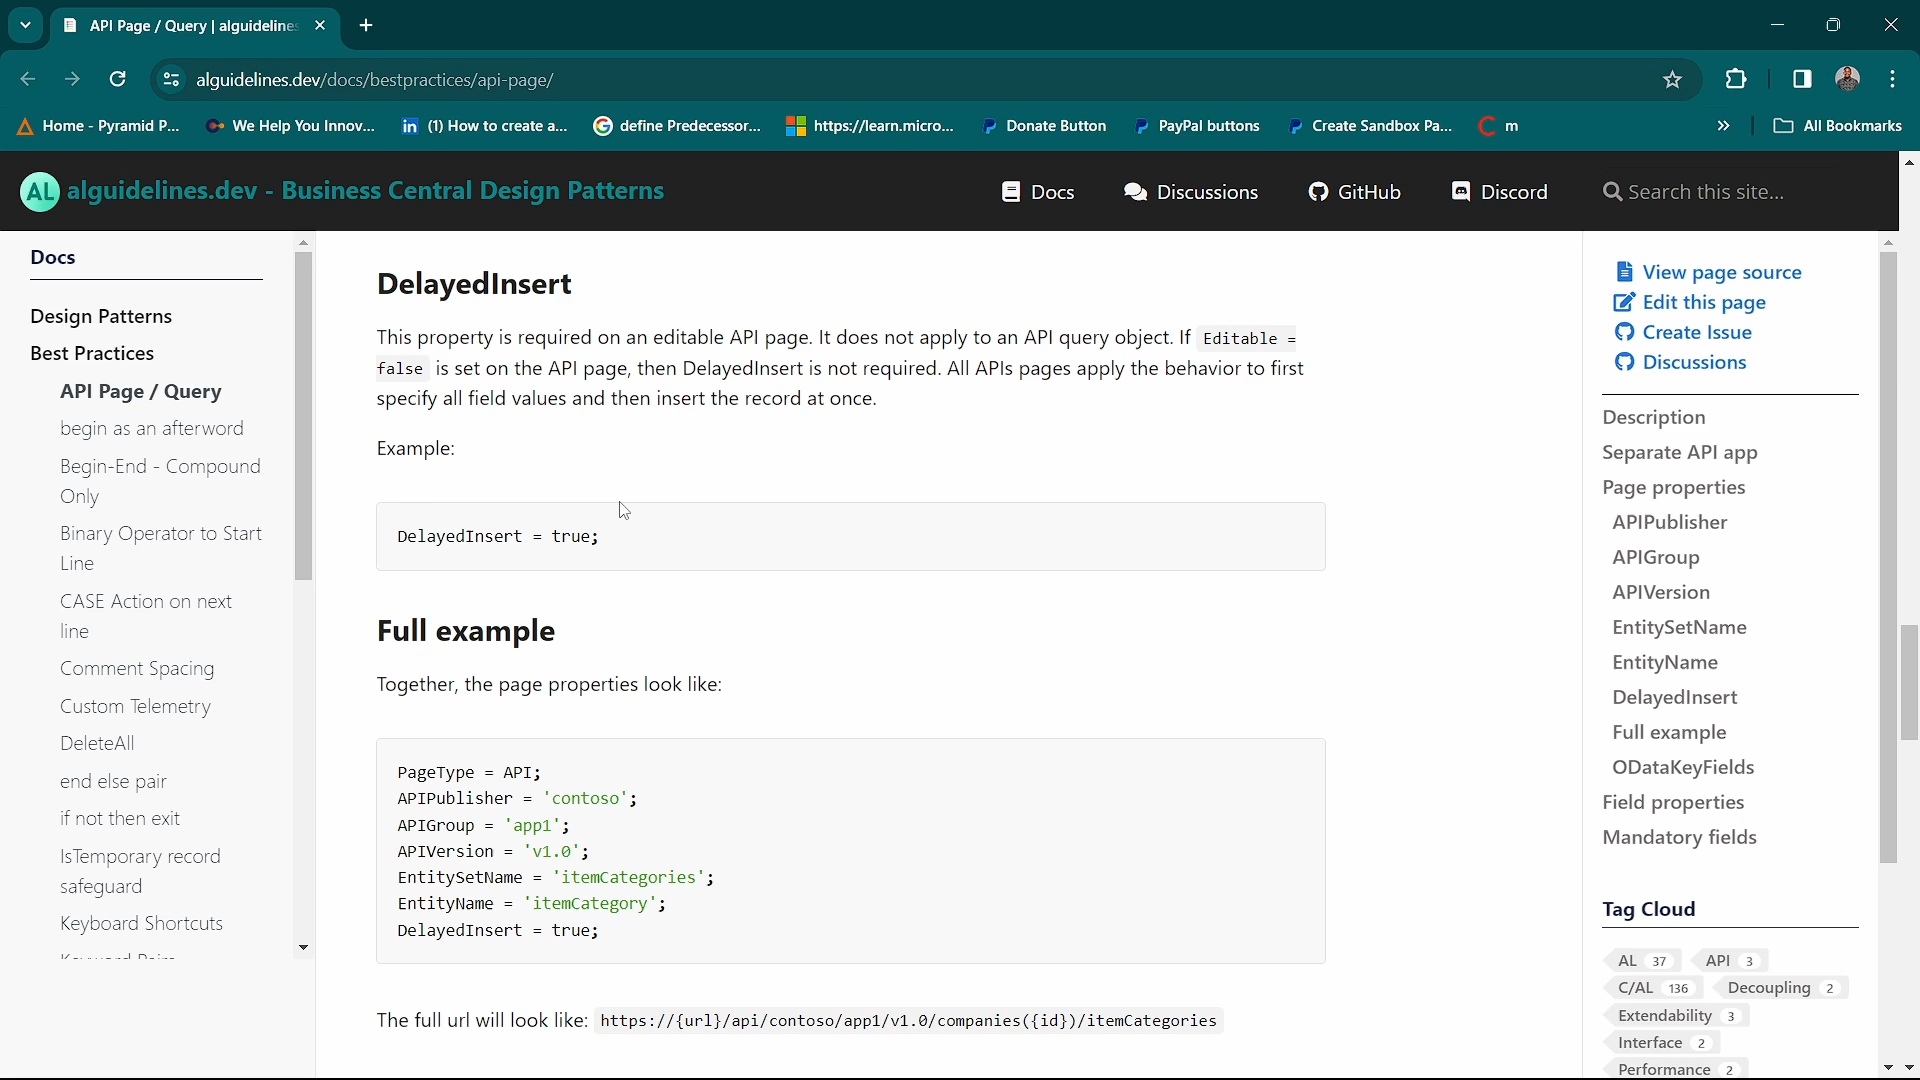 API Page / Query | alguidelines
alguidelines.dev/docs/bestpractices/api-page/
Home - Pyramid P...
We Help You Innov...
(1) How to create a...
define Predecessor...
https://learn.micro...
Donate Button
PayPal buttons
Create Sandbox Pa...
m
»
All Bookmarks
AL alguidelines.dev - Business Central Design Patterns
Docs
Discussions
GitHub
Discord
Search this site...
Docs
Design Patterns
Best Practices
API Page / Query
begin as an afterword
Begin-End - Compound
Only
Binary Operator to Start
Line
CASE Action on next
line
Comment Spacing
Custom Telemetry
DeleteAll
end else pair
if not then exit
IsTemporary record
safeguard
Keyboard Shortcuts
DelayedInsert
This property is required on an editable API page. It does not apply to an API query object. If Editable =
false is set on the API page, then DelayedInsert is not required. All APIs pages apply the behavior to first
specify all field values and then insert the record at once.
Example:
DelayedInsert = true;
Full example
Together, the page properties look like:
PageType = API;
APIPublisher = 'contoso';
APIGroup = 'app1';
APIVersion = 'v1.0';
EntitySetName = 'itemCategories';
EntityName = 'itemCategory';
DelayedInsert = true;
The full url will look like: https://{url}/api/contoso/app1/v1.0/companies({id})/itemCategories
View page source
Edit this page
Create Issue
Discussions
Description
Separate API app
Page properties
APIPublisher
APIGroup
APIVersion
EntitySetName
EntityName
DelayedInsert
Full example
ODataKeyFields
Field properties
Mandatory fields
Tag Cloud
AL 37 API 3
C/AL 136 Decoupling 2
Extendability 3
Interface 2
Performance 2